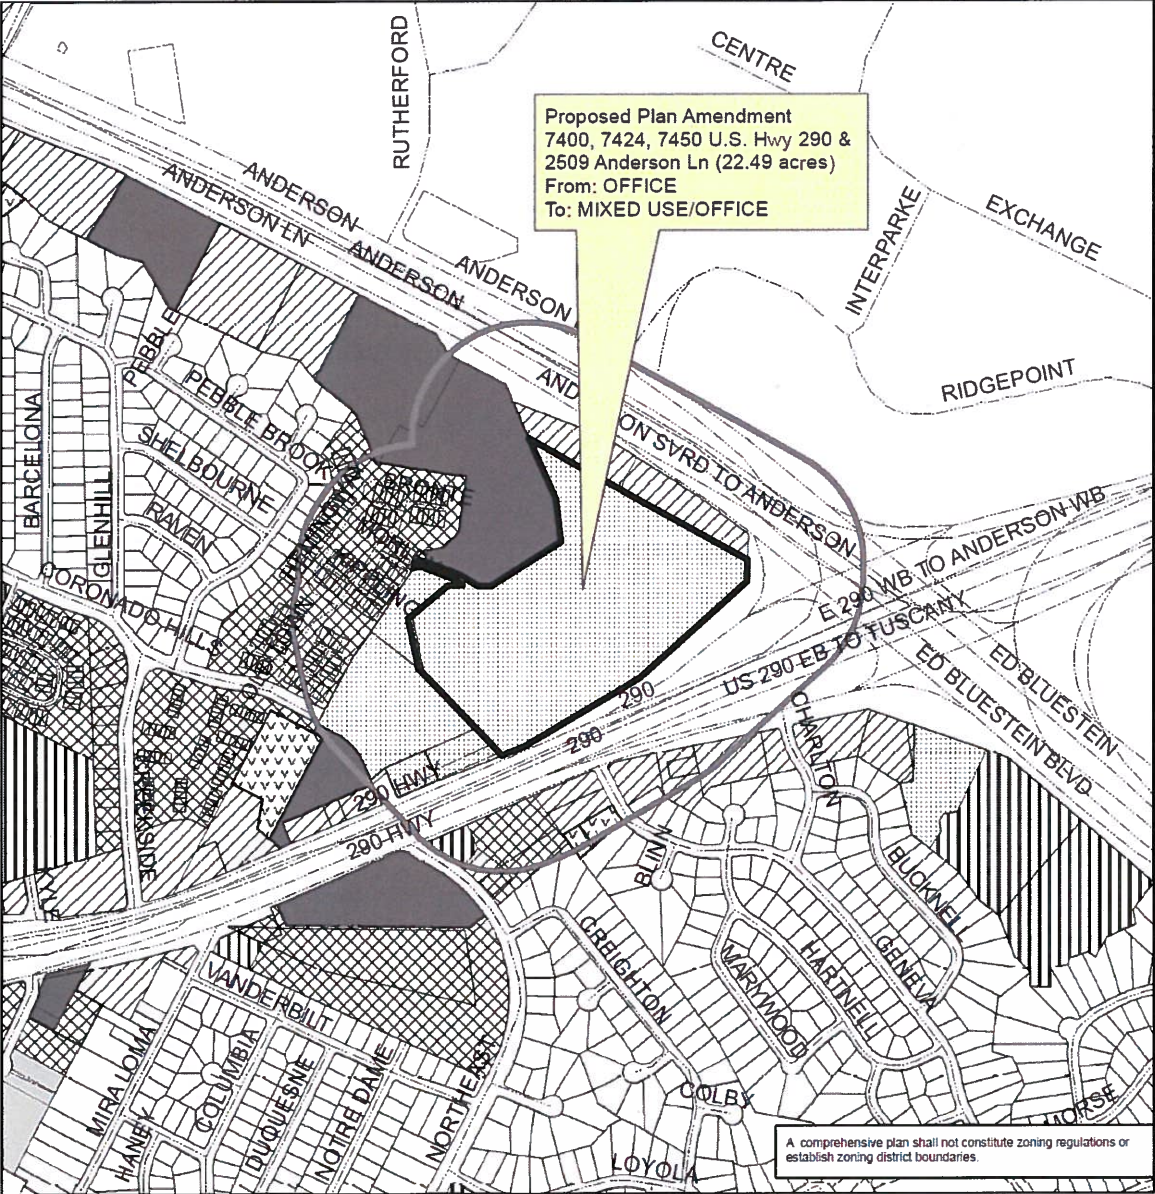 RUTHERFORD
CENTRE
Proposed Plan Amendment
7400, 7424, 7450 U.S. Hwy 290 &
2509 Anderson Ln (22.49 acres)
From: OFFICE
To: MIXED USE/OFFICE
ANDERSON
ANDERSON LN
ANDERSON
ANDERSON
INTERPARKE
EXCHANGE
RIDGEPOINT
PEBBLE
PEBBLE BROOK
BARCELONA
GLENHILL
SHELBOURNE
RAVEN
CORONADO HILLS
SVRD TO ANDERSON
E 290 WB TO ANDERSON WB
US 290 EB TO TUSCANY
ED BLUESTEIN
ED BLUESTEIN BLVD
290
290
290 HWY
290 HWY
CHARLTON
BUCKNELL
BLINN
GENEVA
HARTNELL
MARYWOOD
CREIGHTON
VANDERBILT
MIRA LOMA
HANEY
COLUMBIA
DUQUESNE
NOTRE DAME
NORTHEAST
COLBY
LOYOLA
MORSE
A comprehensive plan shall not constitute zoning regulations or
establish zoning district boundaries.